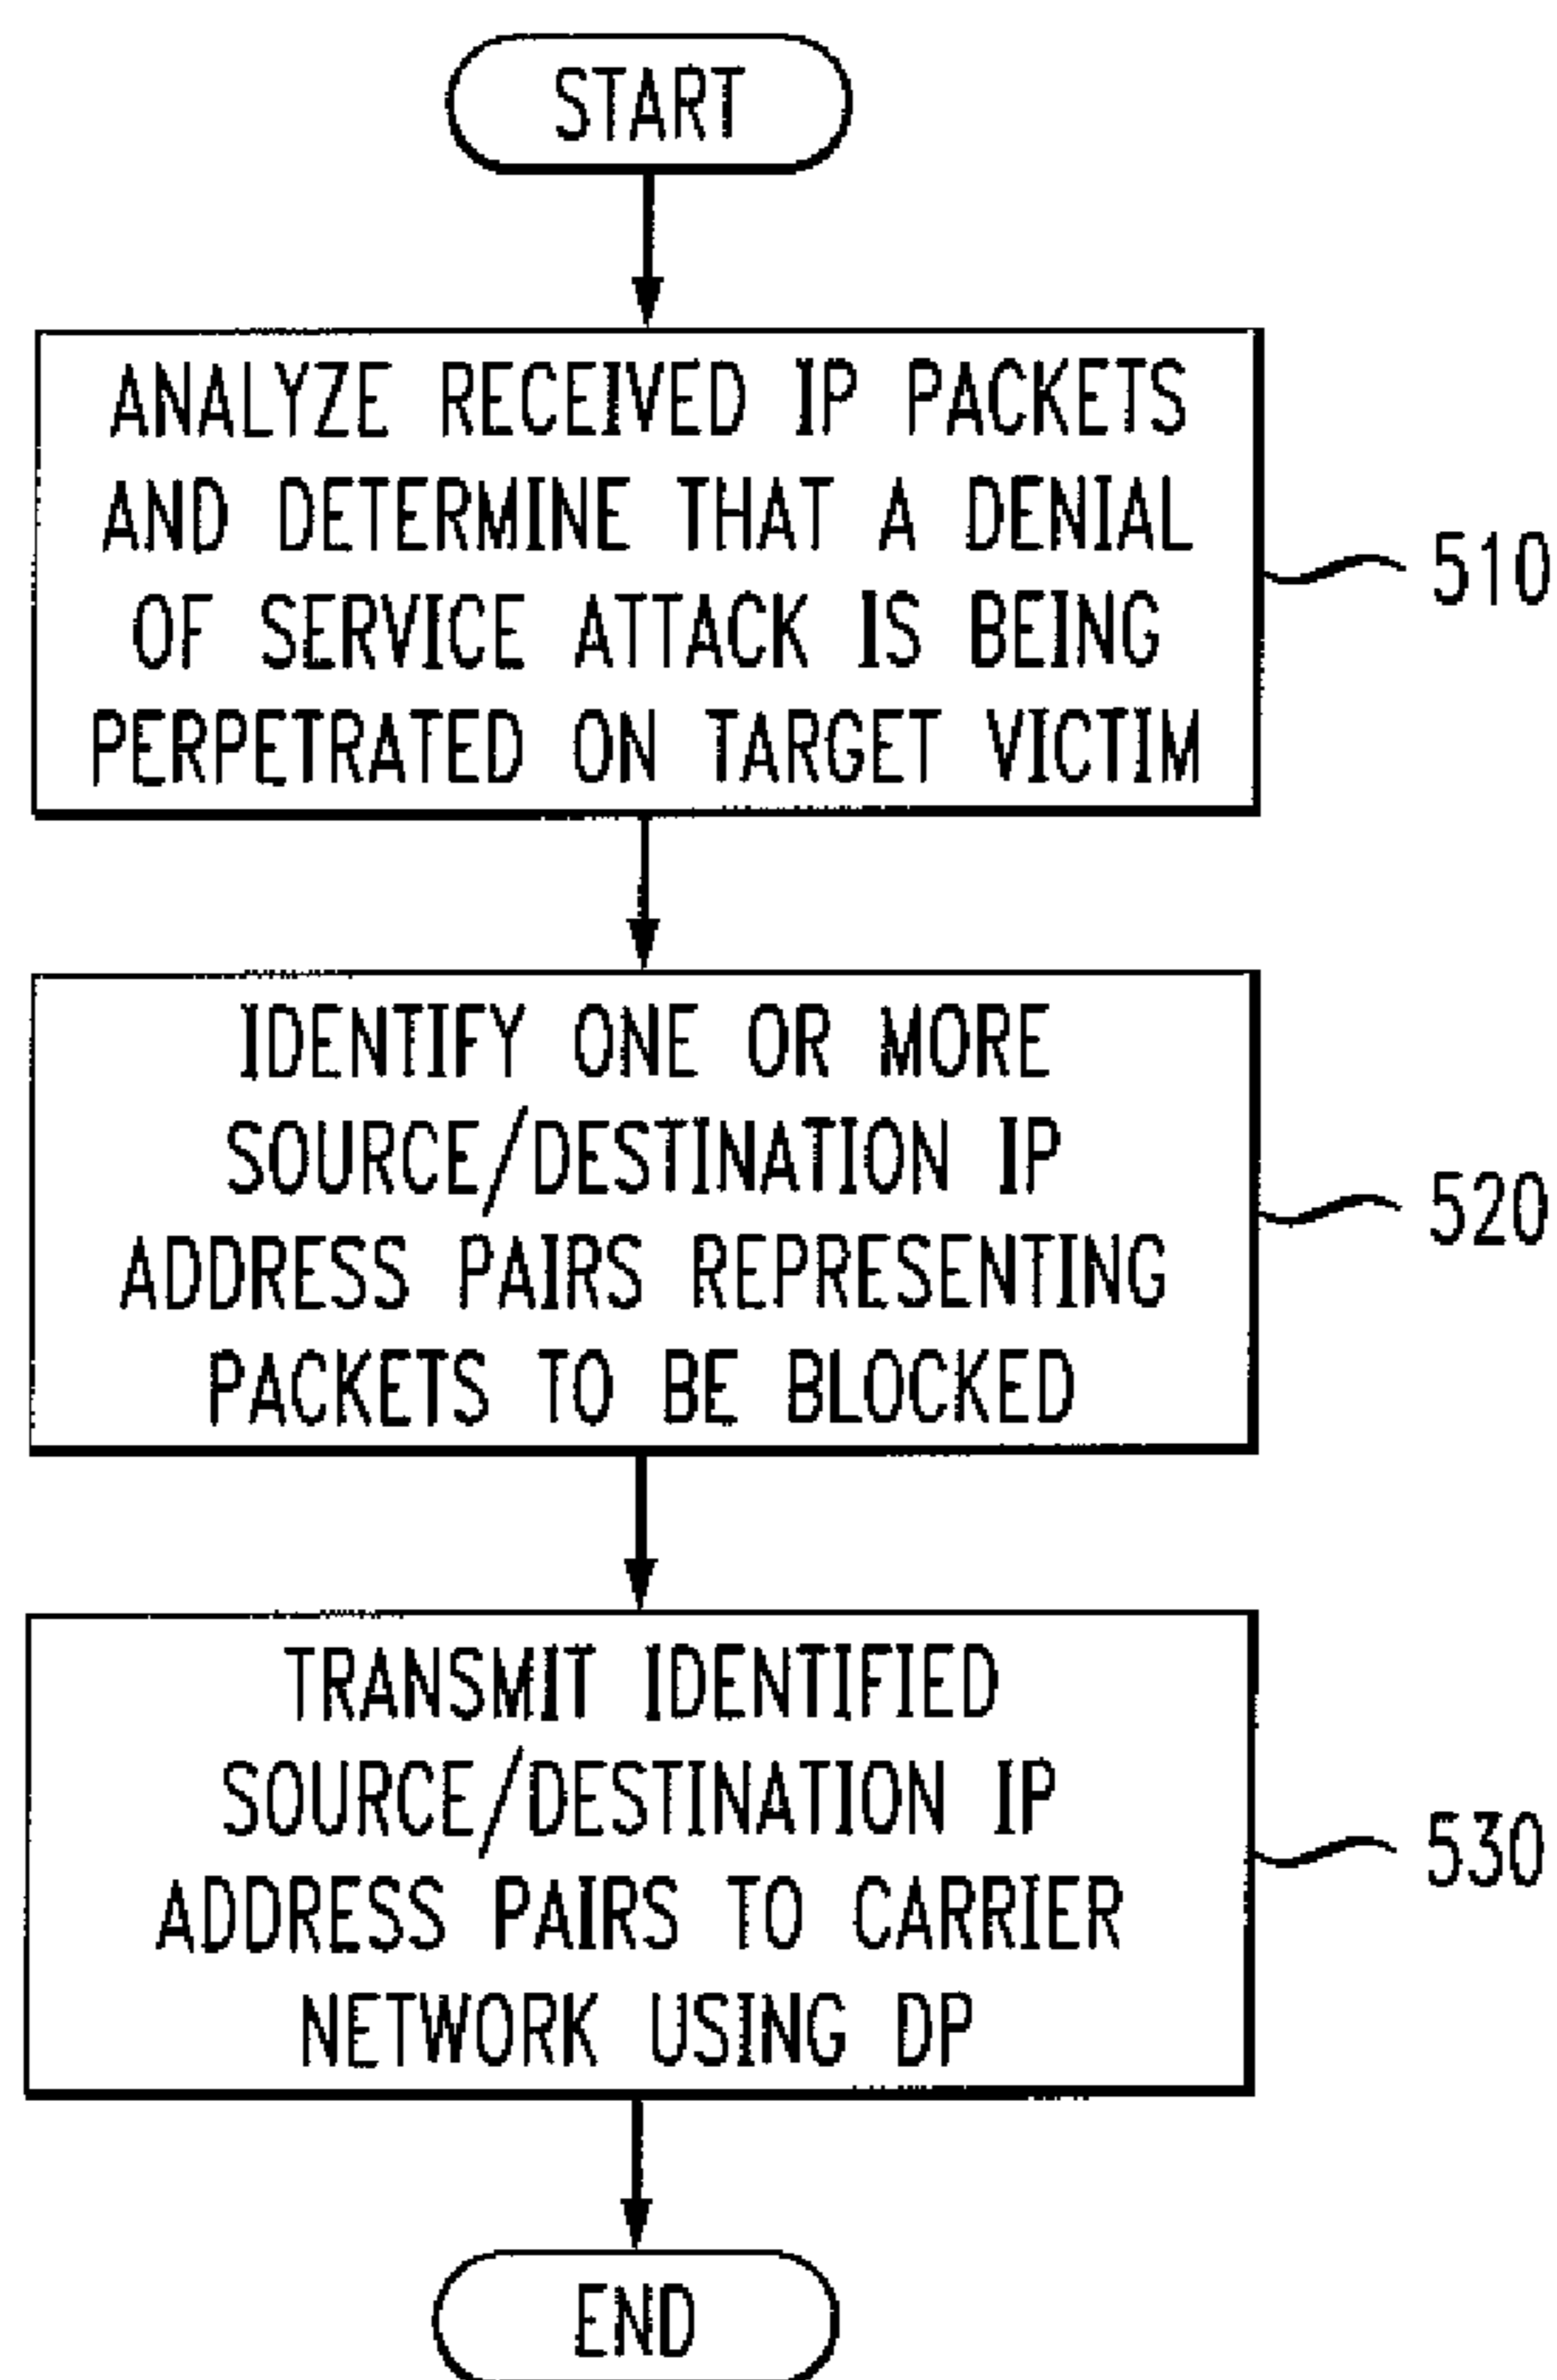 START
ANALYZE RECEIVED IP PACKETS
AND DETERMINE THAT A DENIAL
OF SERVICE ATTACK IS BEING
PERPETRATED ON TARGET VICTIM
510
IDENTIFY ONE OR MORE
SOURCE/DESTINATION IP
ADDRESS PAIRS REPRESENTING
PACKETS TO BE BLOCKED
520
TRANSMIT IDENTIFIED
SOURCE/DESTINATION IP
ADDRESS PAIRS TO CARRIER
NETWORK USING DP
530
END